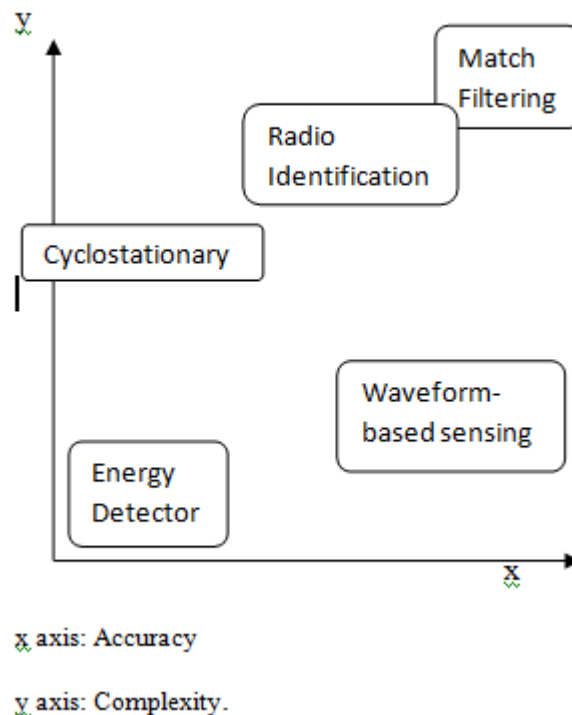 y
Match
Filtering
Radio
Identification
Cyclostationary
Waveform-
based sensing
Energy
Detector
x
x axis: Accuracy
y axis: Complexity.